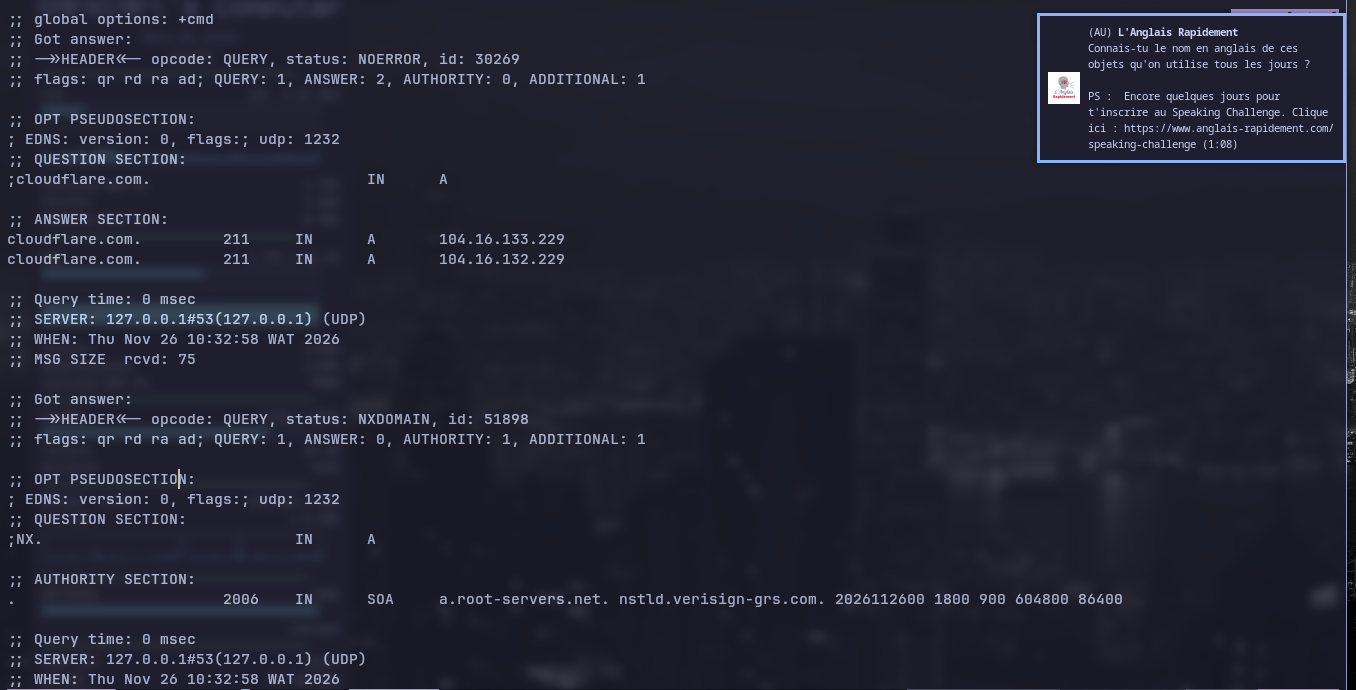 ;; global options: +cmd
;; Got answer:
;; ->>HEADER<<- opcode: QUERY, status: NOERROR, id: 30269
;; flags: qr rd ra ad; QUERY: 1, ANSWER: 2, AUTHORITY: 0, ADDITIONAL: 1

;; OPT PSEUDOSECTION:
; EDNS: version: 0, flags:; udp: 1232
;; QUESTION SECTION:
;cloudflare.com. IN A

;; ANSWER SECTION:
cloudflare.com. 211 IN A 104.16.133.229
cloudflare.com. 211 IN A 104.16.132.229

;; Query time: 0 msec
;; SERVER: 127.0.0.1#53(127.0.0.1) (UDP)
;; WHEN: Thu Nov 26 10:32:58 WAT 2026
;; MSG SIZE rcvd: 75

;; Got answer:
;; ->>HEADER<<- opcode: QUERY, status: NXDOMAIN, id: 51898
;; flags: qr rd ra ad; QUERY: 1, ANSWER: 0, AUTHORITY: 1, ADDITIONAL: 1

;; OPT PSEUDOSECTION:
; EDNS: version: 0, flags:; udp: 1232
;; QUESTION SECTION:
;NX. IN A

;; AUTHORITY SECTION:
. 2006 IN SOA a.root-servers.net. nstld.verisign-grs.com. 2026112600 1800 900 604800 86400

;; Query time: 0 msec
;; SERVER: 127.0.0.1#53(127.0.0.1) (UDP)
;; WHEN: Thu Nov 26 10:32:58 WAT 2026

(AU) L'Anglais Rapidement
Connais-tu le nom en anglais de ces
objets qu'on utilise tous les jours ?

PS : Encore quelques jours pour
t'inscrire au Speaking Challenge. Clique
ici : https://www.anglais-rapidement.com/
speaking-challenge (1:08)
L'Anglais
Rapidement